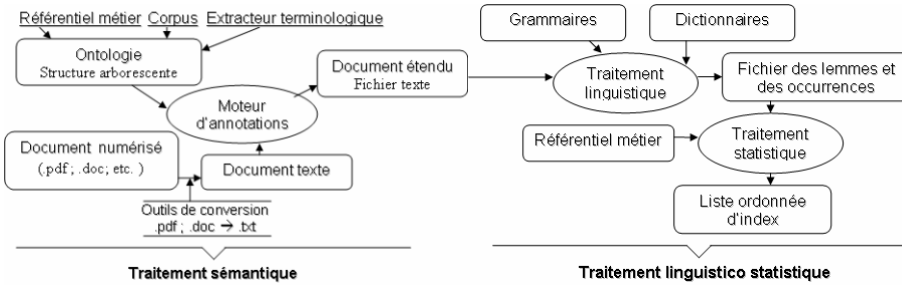 Référentiel métier Corpus Extracteur terminologique
Ontologie
Structure arborescente
Moteur
d'annotations
Document étendu
Fichier texte
Document numérisé
(.pdf ; .doc; etc. )
Document texte
Outils de conversion
.pdf ; .doc → .txt
Traitement sémantique
Grammaires
Dictionnaires
Traitement
linguistique
Fichier des lemmes et
des occurrences
Référentiel métier
Traitement
statistique
Liste ordonnée
d'index
Traitement linguistico statistique